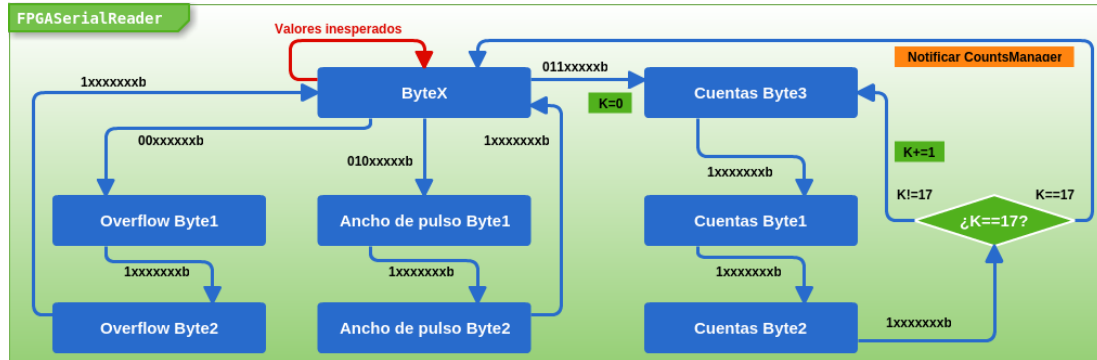 FPGASerialReader
Valores inesperados
Notificar CountsManager
1xxxxxxxb
ByteX
011xxxxxb
K=0
Cuentas Byte3
00xxxxxxb
010xxxxxb
1xxxxxxxb
1xxxxxxxb
K+=1
K!=17
K==17
Overflow Byte1
Ancho de pulso Byte1
Cuentas Byte1
¿K==17?
1xxxxxxxb
1xxxxxxxb
1xxxxxxxb
Overflow Byte2
Ancho de pulso Byte2
Cuentas Byte2
1xxxxxxxb